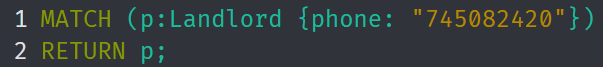 1 MATCH (p:Landlord {phone: "745082420"})
2 RETURN p;